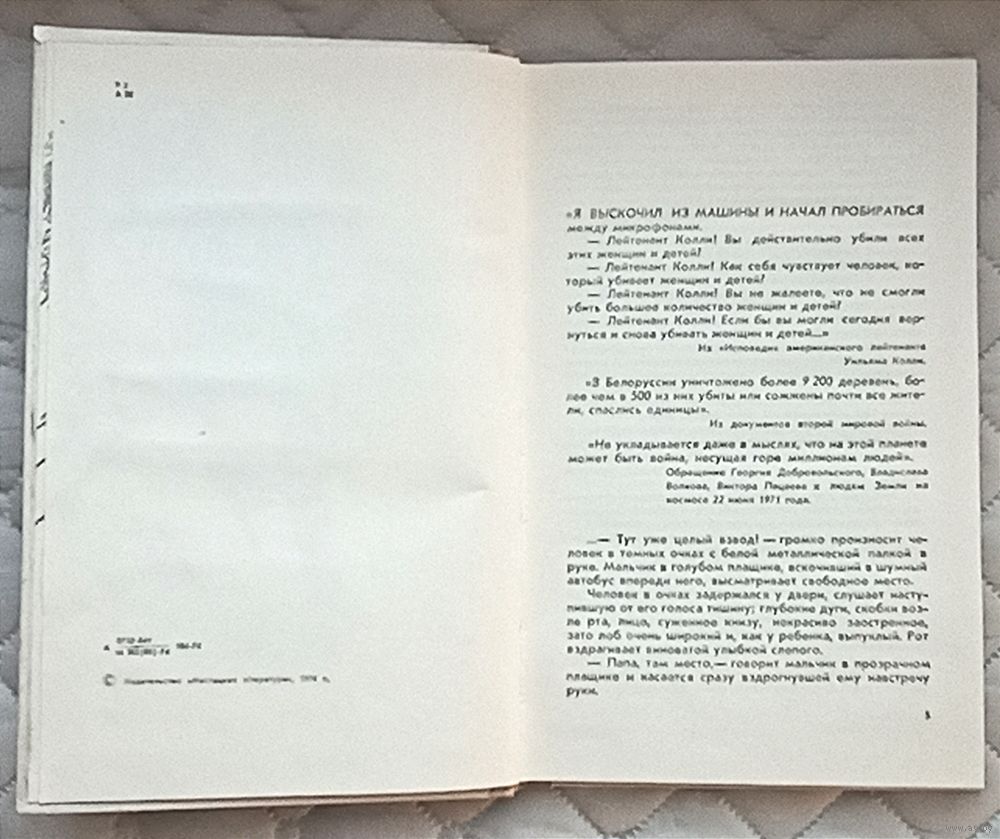 Р 2
«Я ВЫСКОЧИЛ ИЗ МАШИНЫ И НАЧАЛ ПРОБИРАТЬСЯ
между микрофонами.
— Лейтенант Колли! Вы действительно убили всех
этих женщин и детей?
— Лейтенант Колли! Как себя чувствует человек, ко-
торый убивает женщин и детей?
— Лейтенант Колли! Вы не жалеете, что не смогли
убить большее количество женщин и детей?
— Лейтенант Колли! Если бы вы могли сегодня вер-
нуться и снова убивать женщин и детей...»
Из «Исповеди американского лейтенанта
Уильяма Колли.
«В Белоруссии уничтожено более 9 200 деревень, бо-
лее чем в 500 из них убиты или сожжены почти все жите-
ли, спаслись единицы».
Из документов второй мировой войны.
«Не укладывается даже в мыслях, что на этой планете
может быть война, несущая горе миллионам людей».
Обращение Георгия Добровольского, Владислава
Волкова, Виктора Пацаева к людям Земли из
космоса 22 июня 1971 года.
...— Тут уже целый взвод! — громко произносит че-
ловек в темных очках с белой металлической палкой в
руке. Мальчик в голубом плащике, вскочивший в шумный
автобус впереди него, высматривает свободное место.
Человек в очках задержался у двери, слушает насту-
пившую от его голоса тишину; глубокие дуги, скобки воз-
ле рта, лицо, суженное книзу, некрасиво заостренное,
зато лоб очень широкий и, как у ребенка, выпуклый. Рот
вздрагивает виноватой улыбкой слепого.
— Папа, там место,— говорит мальчик в прозрачном
плащике и касается сразу вздрогнувшей ему навстречу
руки.
© Издательство